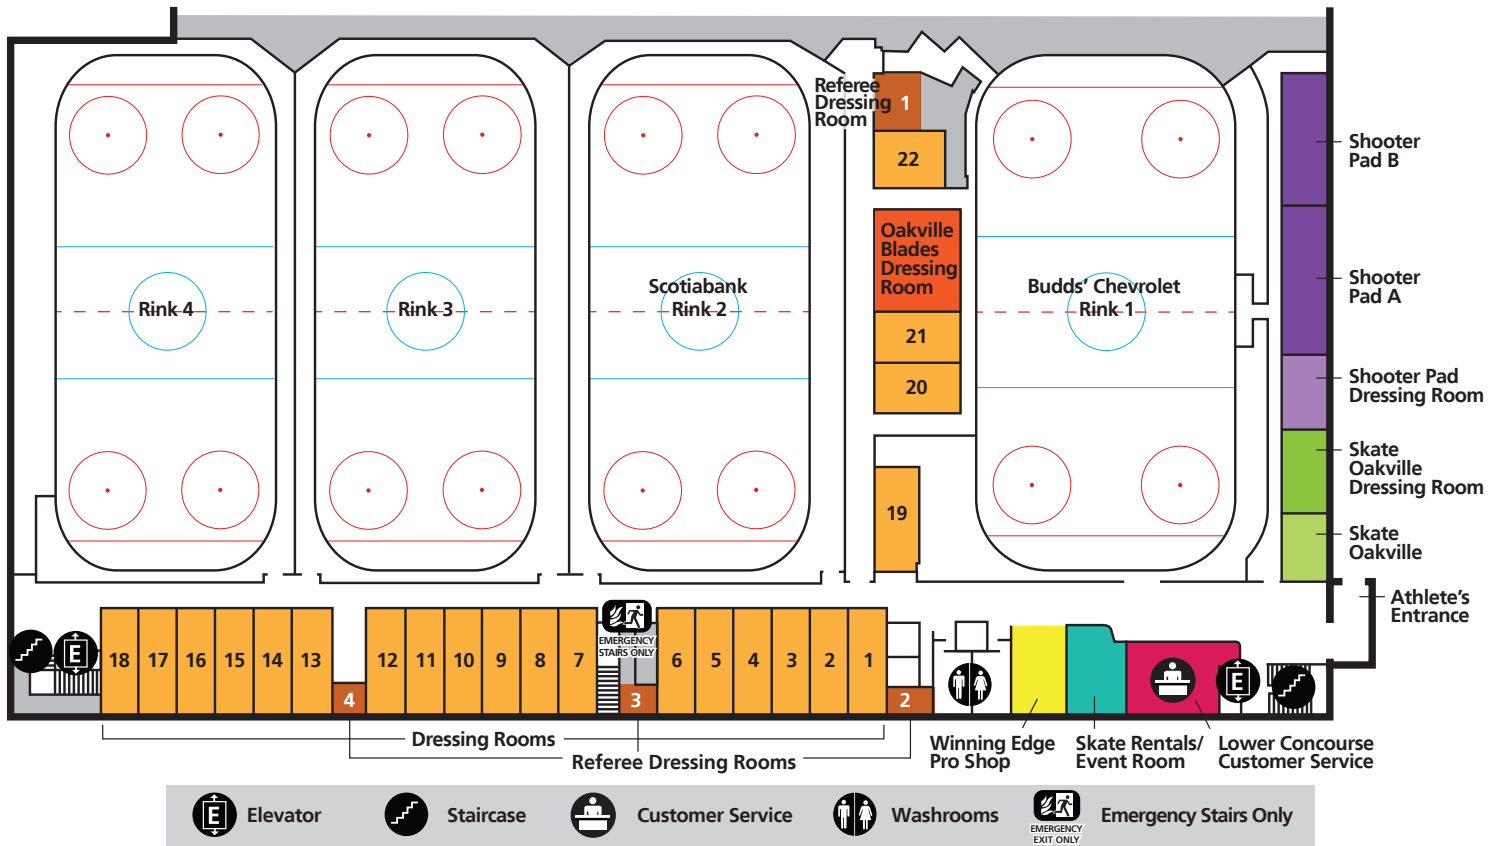 Referee
Dressing
Room
1
22
Shooter
Pad B
Oakville
Blades
Dressing
Room
Rink 4
Rink 3
Scotiabank
Rink 2
Budds’ Chevrolet
Rink 1
Shooter
Pad A
21
20
Shooter Pad
Dressing Room
Skate
Oakville
Dressing Room
19
Skate
Oakville
Athlete’s
Entrance
E
18
17
16
15
14
13
4
12
11
10
9
8
7
EMERGENCY
STAIRS ONLY
3
6
5
4
3
2
1
2
E
Dressing Rooms
Referee Dressing Rooms
Winning Edge
Pro Shop
Skate Rentals/
Event Room
Lower Concourse
Customer Service
E
Elevator
Staircase
Customer Service
Washrooms
EMERGENCY
EXIT ONLY
Emergency Stairs Only